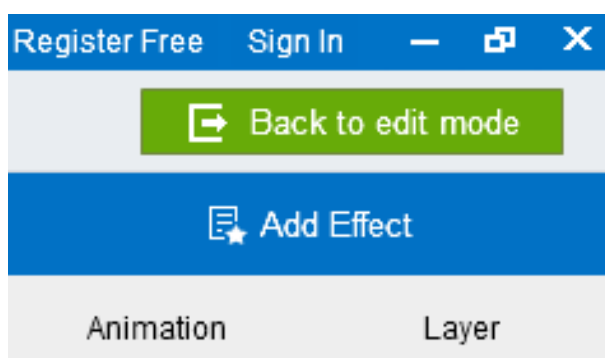 Register Free Sign In
Back to edit mode
Add Effect
Animation Layer